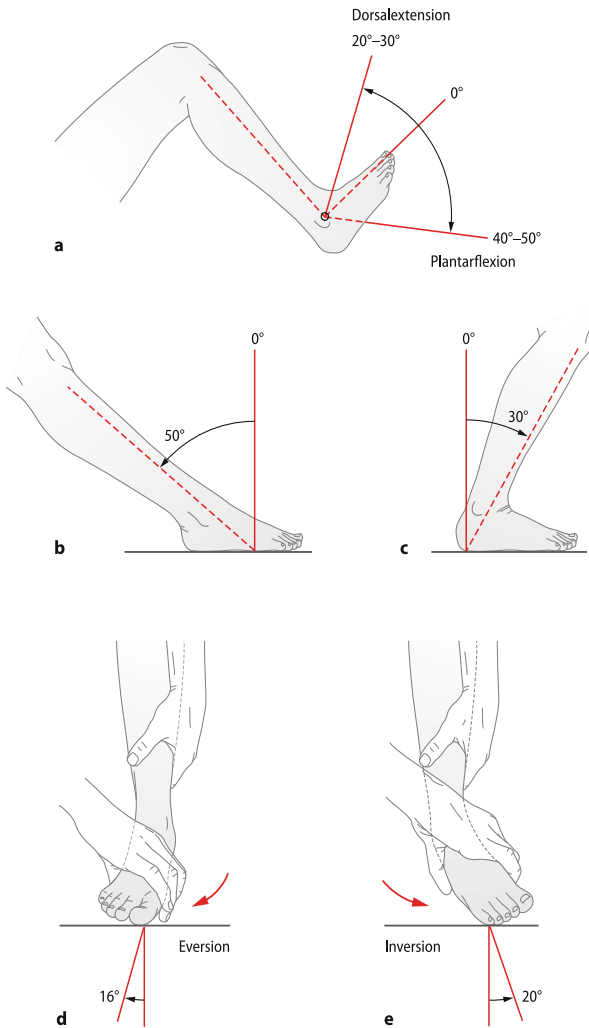 Dorsalextension
20°–30°
0°
40°–50°
Plantarflexion
a
0°
50°
b
0°
30°
c
Eversion
16°
d
Inversion
20°
e